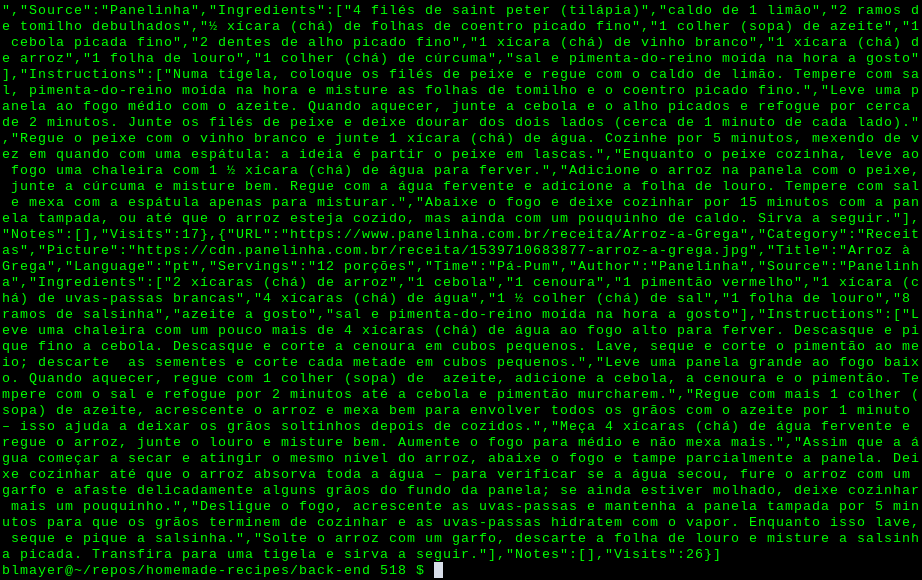 ","Source":"Panelinha","Ingredients":["4 filés de saint peter (tilápia)","caldo de 1 limão","2 ramos d
e tomilho debulhados","½ xícara (chá) de folhas de coentro picado fino","1 colher (sopa) de azeite","1
 cebola picada fino","2 dentes de alho picado fino","1 xícara (chá) de vinho branco","1 xícara (chá) d
e arroz","1 folha de louro","1 colher (chá) de cúrcuma","sal e pimenta-do-reino moída na hora a gosto"
],"Instructions":["Numa tigela, coloque os filés de peixe e regue com o caldo de limão. Tempere com sa
l, pimenta-do-reino moída na hora e misture as folhas de tomilho e o coentro picado fino.","Leve uma p
anela ao fogo médio com o azeite. Quando aquecer, junte a cebola e o alho picados e refogue por cerca 
de 2 minutos. Junte os filés de peixe e deixe dourar dos dois lados (cerca de 1 minuto de cada lado)."
,"Regue o peixe com o vinho branco e junte 1 xícara (chá) de água. Cozinhe por 5 minutos, mexendo de v
ez em quando com uma espátula: a ideia é partir o peixe em lascas.","Enquanto o peixe cozinha, leve ao
 fogo uma chaleira com 1 ½ xícara (chá) de água para ferver.","Adicione o arroz na panela com o peixe,
 junte a cúrcuma e misture bem. Regue com a água fervente e adicione a folha de louro. Tempere com sal
 e mexa com a espátula apenas para misturar.","Abaixe o fogo e deixe cozinhar por 15 minutos com a pan
ela tampada, ou até que o arroz esteja cozido, mas ainda com um pouquinho de caldo. Sirva a seguir."],
"Notes":[],"Visits":17},{"URL":"https://www.panelinha.com.br/receita/Arroz-a-Grega","Category":"Receit
as","Picture":"https://cdn.panelinha.com.br/receita/1539710683877-arroz-a-grega.jpg","Title":"Arroz à 
Grega","Language":"pt","Servings":"12 porções","Time":"Pá-Pum","Author":"Panelinha","Source":"Panelinh
a","Ingredients":["2 xícaras (chá) de arroz","1 cebola","1 cenoura","1 pimentão vermelho","1 xícara (c
há) de uvas-passas brancas","4 xícaras (chá) de água","1 ½ colher (chá) de sal","1 folha de louro","8 
ramos de salsinha","azeite a gosto","sal e pimenta-do-reino moída na hora a gosto"],"Instructions":["L
eve uma chaleira com um pouco mais de 4 xícaras (chá) de água ao fogo alto para ferver. Descasque e pi
que fino a cebola. Descasque e corte a cenoura em cubos pequenos. Lave, seque e corte o pimentão ao me
io; descarte  as sementes e corte cada metade em cubos pequenos.","Leve uma panela grande ao fogo baix
o. Quando aquecer, regue com 1 colher (sopa) de  azeite, adicione a cebola, a cenoura e o pimentão. Te
mpere com o sal e refogue por 2 minutos até a cebola e pimentão murcharem.","Regue com mais 1 colher (
sopa) de azeite, acrescente o arroz e mexa bem para envolver todos os grãos com o azeite por 1 minuto 
– isso ajuda a deixar os grãos soltinhos depois de cozidos.","Meça 4 xícaras (chá) de água fervente e 
regue o arroz, junte o louro e misture bem. Aumente o fogo para médio e não mexa mais.","Assim que a á
gua começar a secar e atingir o mesmo nível do arroz, abaixe o fogo e tampe parcialmente a panela. Dei
xe cozinhar até que o arroz absorva toda a água – para verificar se a água secou, fure o arroz com um 
garfo e afaste delicadamente alguns grãos do fundo da panela; se ainda estiver molhado, deixe cozinhar
 mais um pouquinho.","Desligue o fogo, acrescente as uvas-passas e mantenha a panela tampada por 5 min
utos para que os grãos terminem de cozinhar e as uvas-passas hidratem com o vapor. Enquanto isso lave,
 seque e pique a salsinha.","Solte o arroz com um garfo, descarte a folha de louro e misture a salsinh
a picada. Transfira para uma tigela e sirva a seguir."],"Notes":[],"Visits":26}]
blmayer@~/repos/homemade-recipes/back-end 518 $